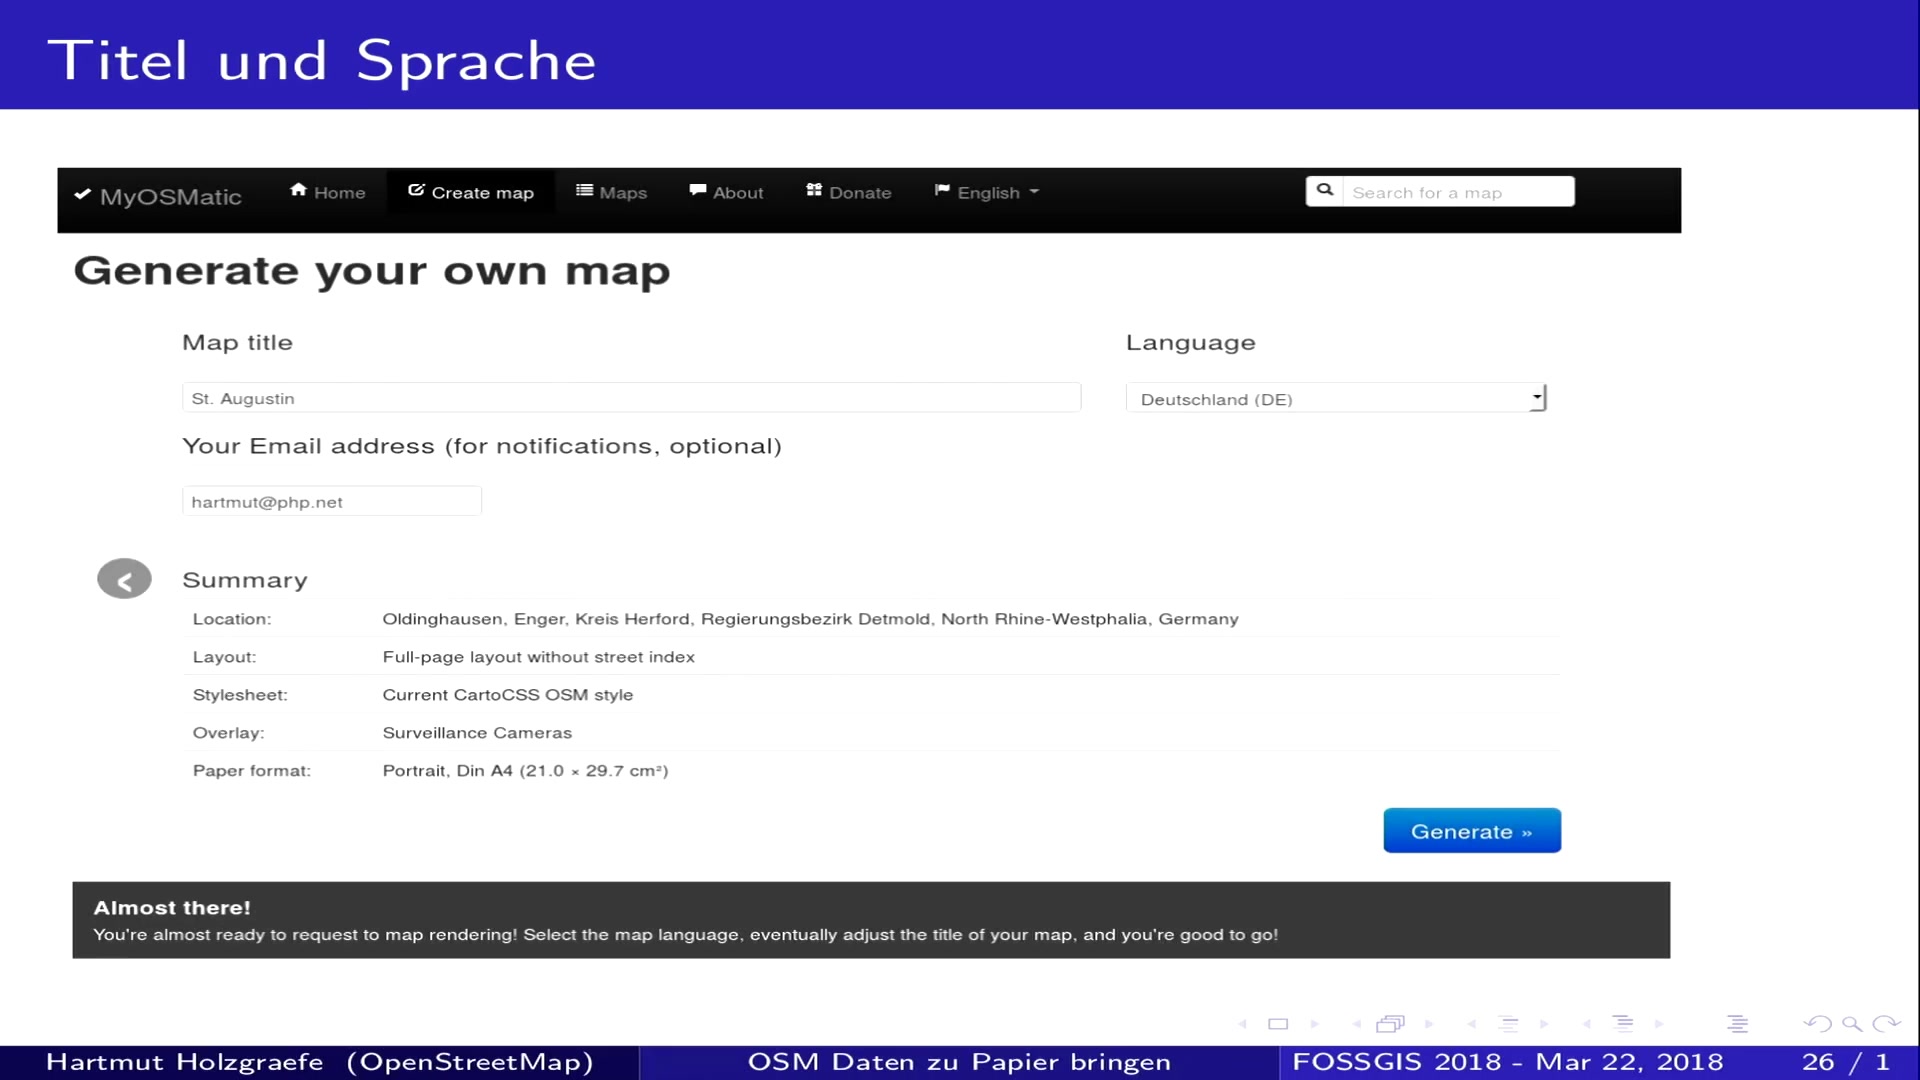 Titel und Sprache
MyOSMatic Home Create map Maps About Donate English Search for a map
Generate your own map
Map title Language
St. Augustin Deutschland (DE)
Your Email address (for notifications, optional)
hartmut@php.net
Summary
Location: Oldinghausen, Enger, Kreis Herford, Regierungsbezirk Detmold, North Rhine-Westphalia, Germany
Layout: Full-page layout without street index
Stylesheet: Current CartoCSS OSM style
Overlay: Surveillance Cameras
Paper format: Portrait, Din A4 (21.0 × 29.7 cm²)
Generate »
Almost there!
You're almost ready to request to map rendering! Select the map language, eventually adjust the title of your map, and you're good to go!
Hartmut Holzgraefe (OpenStreetMap) OSM Daten zu Papier bringen FOSSGIS 2018 - Mar 22, 2018 26 / 1